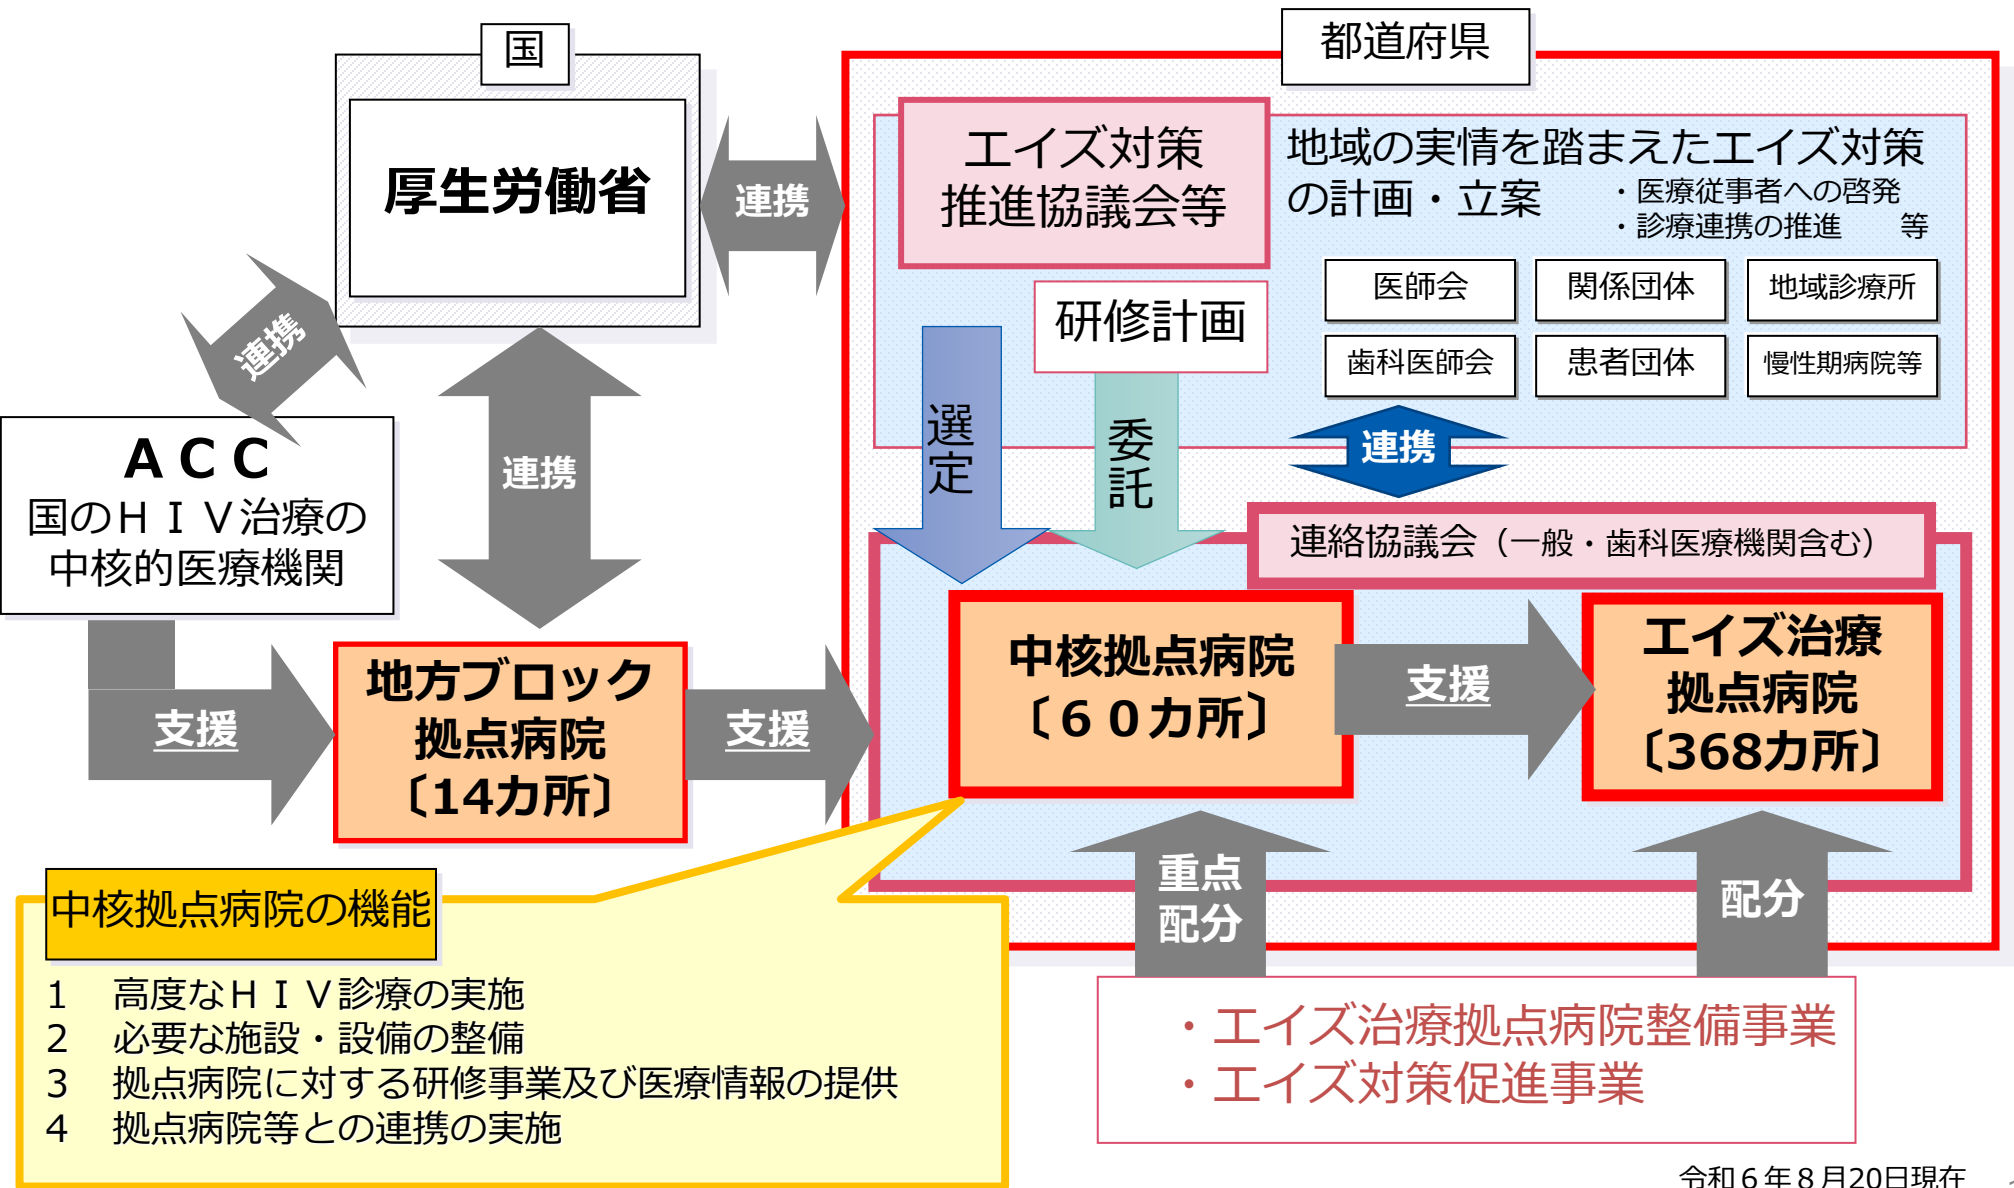 国
厚生労働省
連携
連携
連携
ＡＣＣ
国のＨＩＶ治療の
中核的医療機関
支援
地方ブロック
拠点病院
〔14カ所〕
支援
都道府県
エイズ対策
推進協議会等
地域の実情を踏まえたエイズ対策
の計画・立案
・医療従事者への啓発
・診療連携の推進　　等
研修計画
医師会
関係団体
地域診療所
歯科医師会
患者団体
慢性期病院等
選定
委託
連携
連絡協議会（一般・歯科医療機関含む）
中核拠点病院
〔６０カ所〕
支援
エイズ治療
拠点病院
〔368カ所〕
重点
配分
配分
・エイズ治療拠点病院整備事業
・エイズ対策促進事業
中核拠点病院の機能
1　高度なＨＩＶ診療の実施
2　必要な施設・設備の整備
3　拠点病院に対する研修事業及び医療情報の提供
4　拠点病院等との連携の実施
令和６年８月20日現在